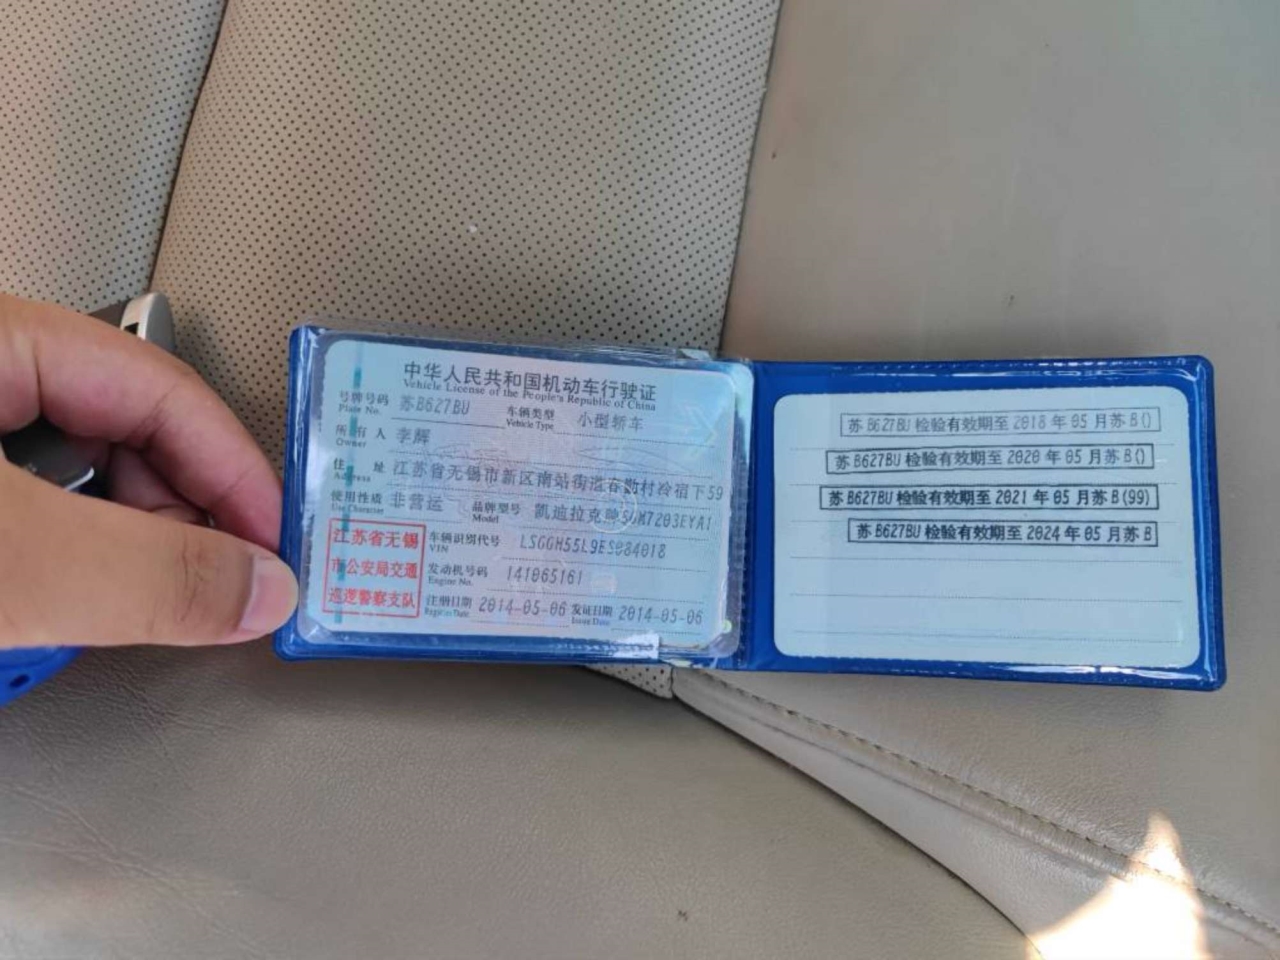 中华人民共和国机动车行驶证
Vehicle License of the People's Republic of China
号牌号码 苏B627BU 车辆类型 小型轿车
Plate No. Vehicle Type
所有人 李辉
Owner
住址 江苏省无锡市新区南站街道春勤村冷宿下59
Address
使用性质 非营运 品牌型号 凯迪拉克牌SGM7203EYA1
Use Character Model
江苏省无锡
市公安局交通
巡逻警察支队
车辆识别代号 LSGGH55L9ES084018
VIN
发动机号码 141065161
Engine No.
注册日期 2014-05-06 发证日期 2014-05-06
Register Date Issue Date
苏B627BU检验有效期至2018年05月苏B()
苏B627BU检验有效期至2020年05月苏B()
苏B627BU检验有效期至2021年05月苏B(99)
苏B627BU检验有效期至2024年05月苏B